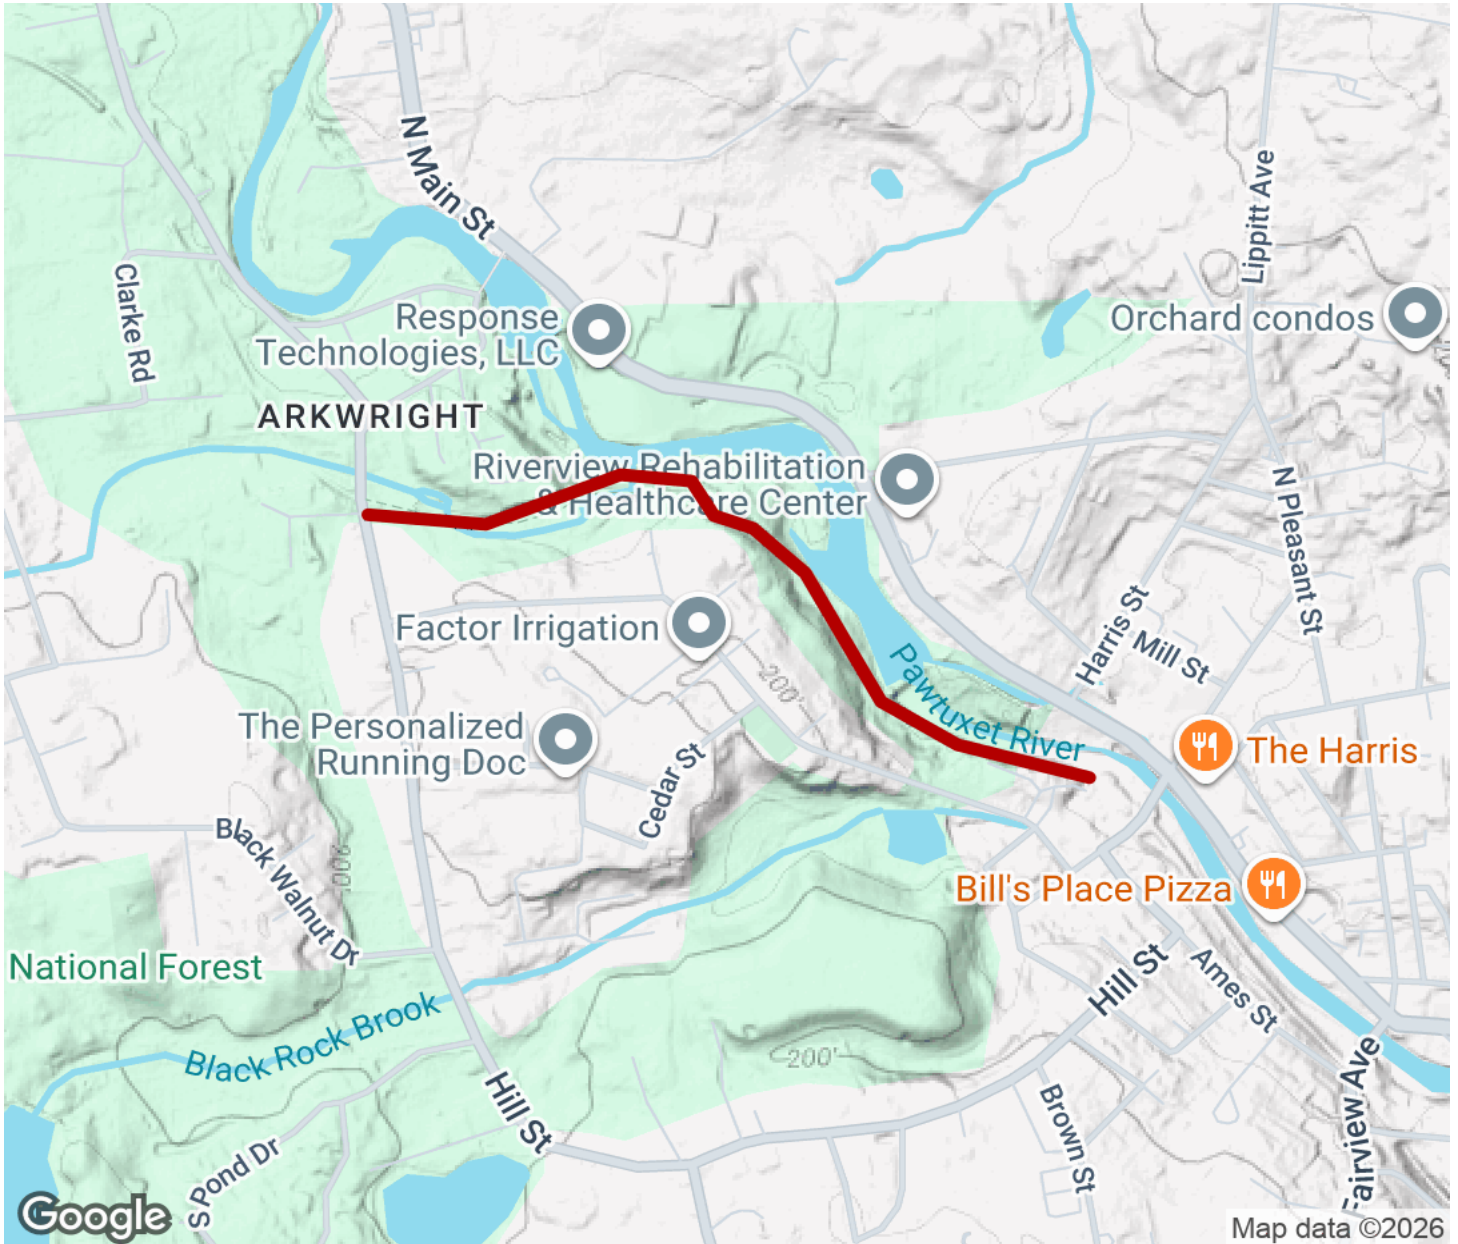 N Main St
Lippitt Ave
Clarke Rd
Response
Technologies, LLC
Orchard condos
ARKWRIGHT
Riverview Rehabilitation
& Healthcare Center
N Pleasant St
Factor Irrigation
Harris St
Mill St
200'
Pawtuxet River
The Personalized
Running Doc
The Harris
Cedar St
Black Walnut Dr
200'
Bill's Place Pizza
National Forest
Hill St
Ames St
Black Rock Brook
200'
Hill St
Brown St
Fairview Ave
S Pond Dr
Google
Map data ©2026